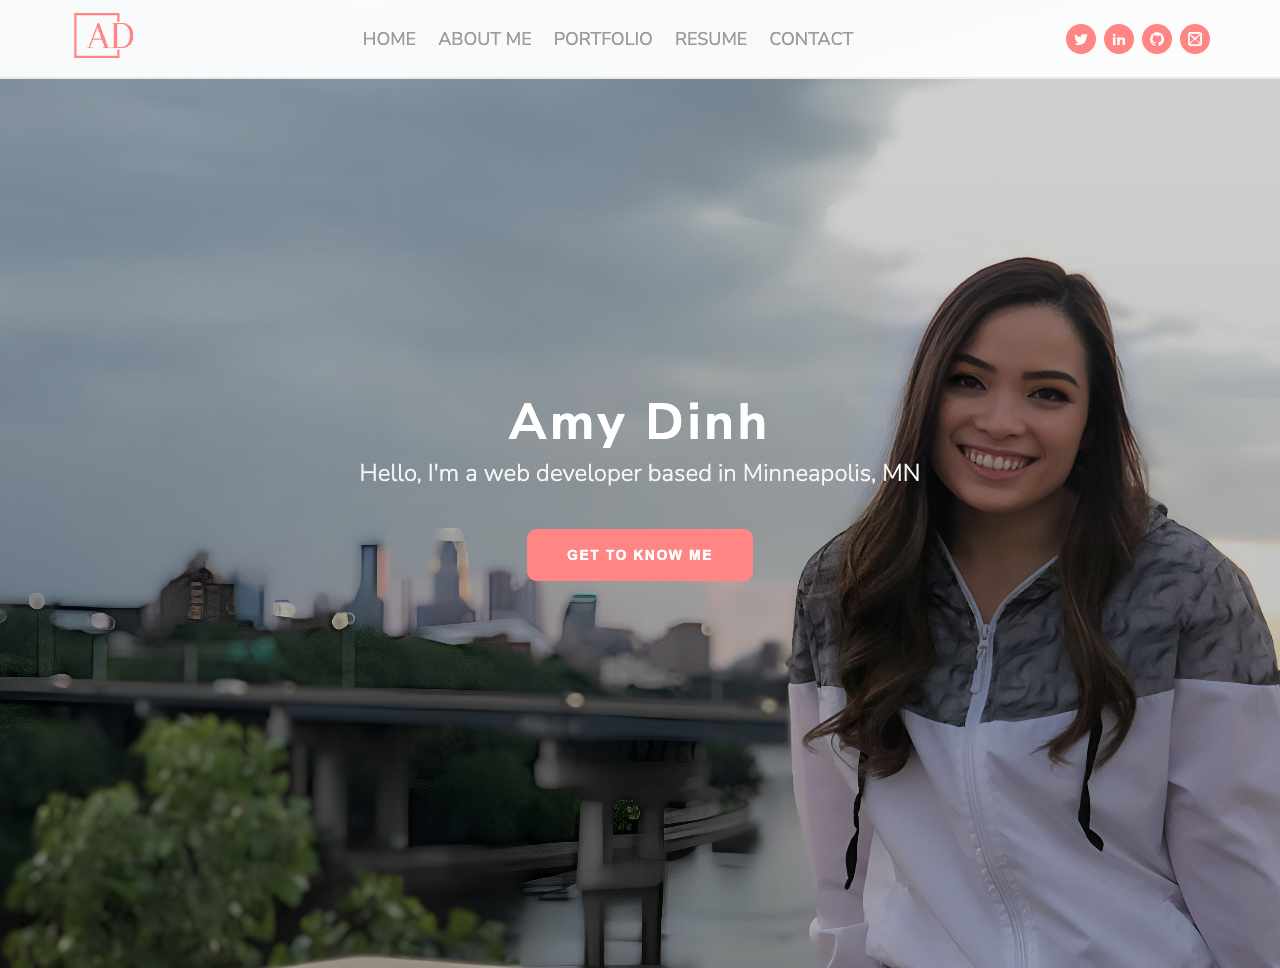 AD
HOME ABOUT ME PORTFOLIO RESUME CONTACT
in
Amy Dinh
Hello, I'm a web developer based in Minneapolis, MN
GET TO KNOW ME